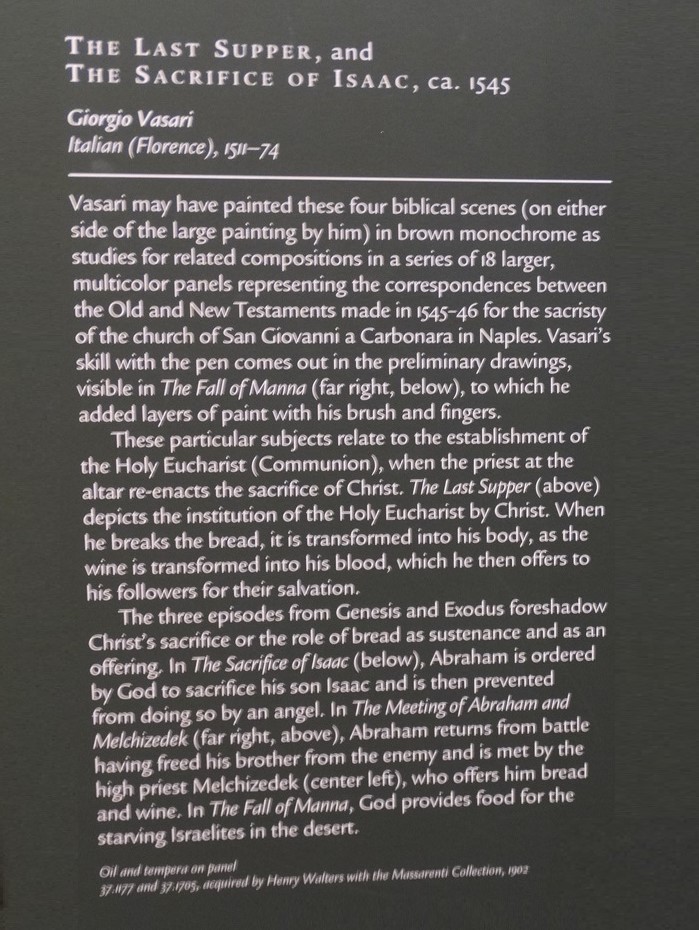 THE LAST SUPPER, and
THE SACRIFICE OF ISAAC, ca. 1545
Giorgio Vasari
Italian (Florence), 1511–74
Vasari may have painted these four biblical scenes (on either
side of the large painting by him) in brown monochrome as
studies for related compositions in a series of 18 larger,
multicolor panels representing the correspondences between
the Old and New Testaments made in 1545–46 for the sacristy
of the church of San Giovanni a Carbonara in Naples. Vasari's
skill with the pen comes out in the preliminary drawings,
visible in The Fall of Manna (far right, below), to which he
added layers of paint with his brush and fingers.
These particular subjects relate to the establishment of
the Holy Eucharist (Communion), when the priest at the
altar re-enacts the sacrifice of Christ. The Last Supper (above)
depicts the institution of the Holy Eucharist by Christ. When
he breaks the bread, it is transformed into his body, as the
wine is transformed into his blood, which he then offers to
his followers for their salvation.
The three episodes from Genesis and Exodus foreshadow
Christ's sacrifice or the role of bread as sustenance and as an
offering. In The Sacrifice of Isaac (below), Abraham is ordered
by God to sacrifice his son Isaac and is then prevented
from doing so by an angel. In The Meeting of Abraham and
Melchizedek (far right, above), Abraham returns from battle
having freed his brother from the enemy and is met by the
high priest Melchizedek (center left), who offers him bread
and wine. In The Fall of Manna, God provides food for the
starving Israelites in the desert.
Oil and tempera on panel
37.1177 and 37.1705, acquired by Henry Walters with the Massarenti Collection, 1902